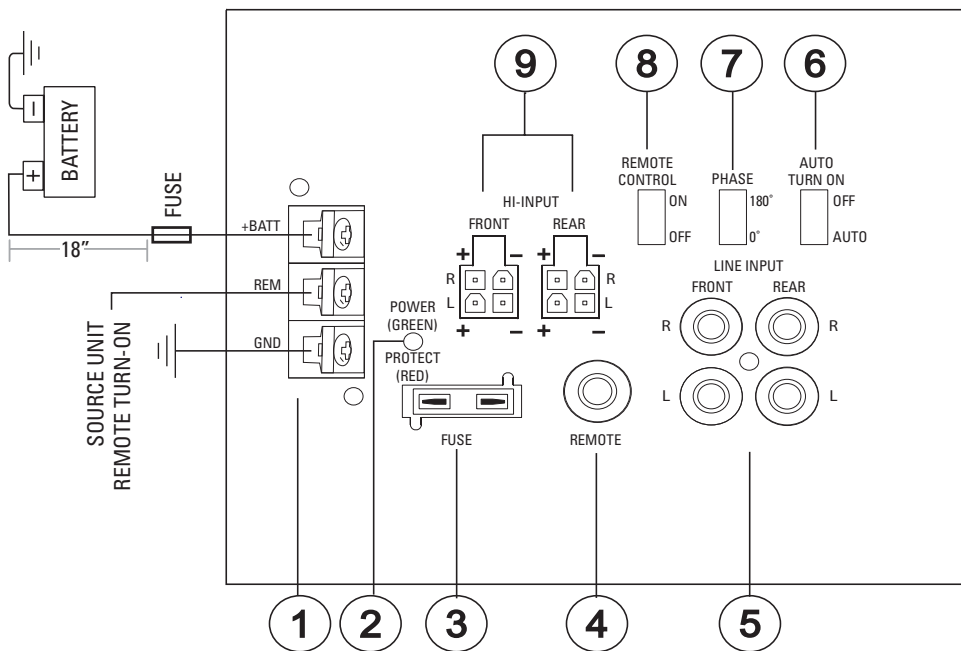 9
8
7
6
REMOTE
CONTROL
PHASE
AUTO
TURN ON
ON
OFF
180°
0°
OFF
AUTO
HI-INPUT
FRONT
REAR
+
−
+
−
R
L
R
L
+
−
+
−
LINE INPUT
FRONT
REAR
R
R
L
L
−
+
BATTERY
FUSE
18”
+BATT
REM
GND
SOURCE UNIT
REMOTE TURN-ON
POWER
(GREEN)
PROTECT
(RED)
FUSE
REMOTE
1
2
3
4
5